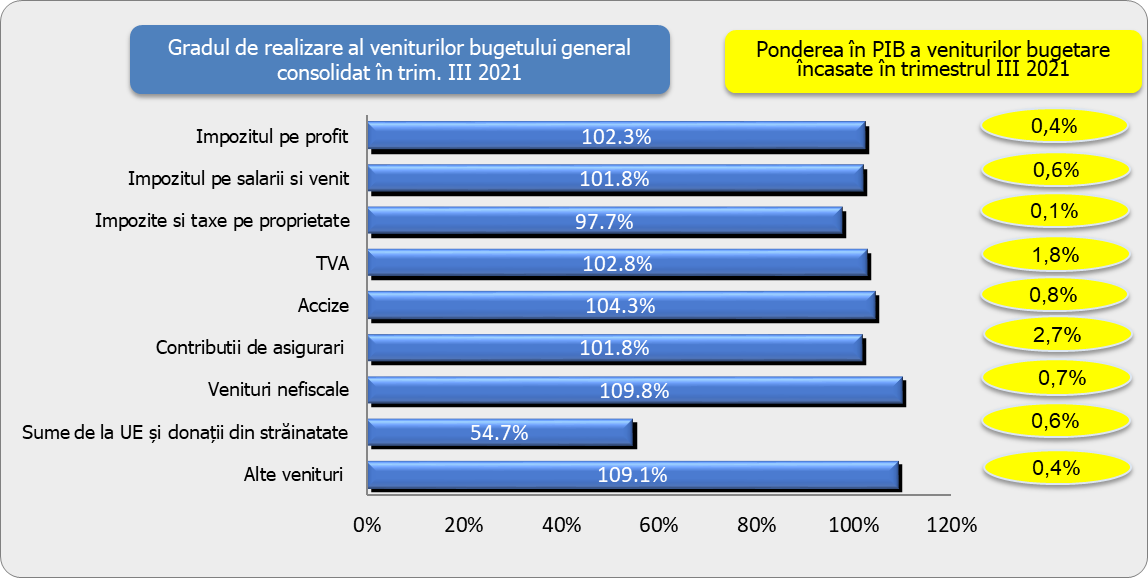 Gradul de realizare al veniturilor bugetului general
consolidat în trim. III 2021
Ponderea în PIB a veniturilor bugetare
încasate în trimestrul III 2021
Impozitul pe profit 102.3% 0,4%
Impozitul pe salarii si venit 101.8% 0,6%
Impozite si taxe pe proprietate 97.7% 0,1%
TVA 102.8% 1,8%
Accize 104.3% 0,8%
Contributii de asigurari 101.8% 2,7%
Venituri nefiscale 109.8% 0,7%
Sume de la UE și donații din străinatate 54.7% 0,6%
Alte venituri 109.1% 0,4%
0% 20% 40% 60% 80% 100% 120%